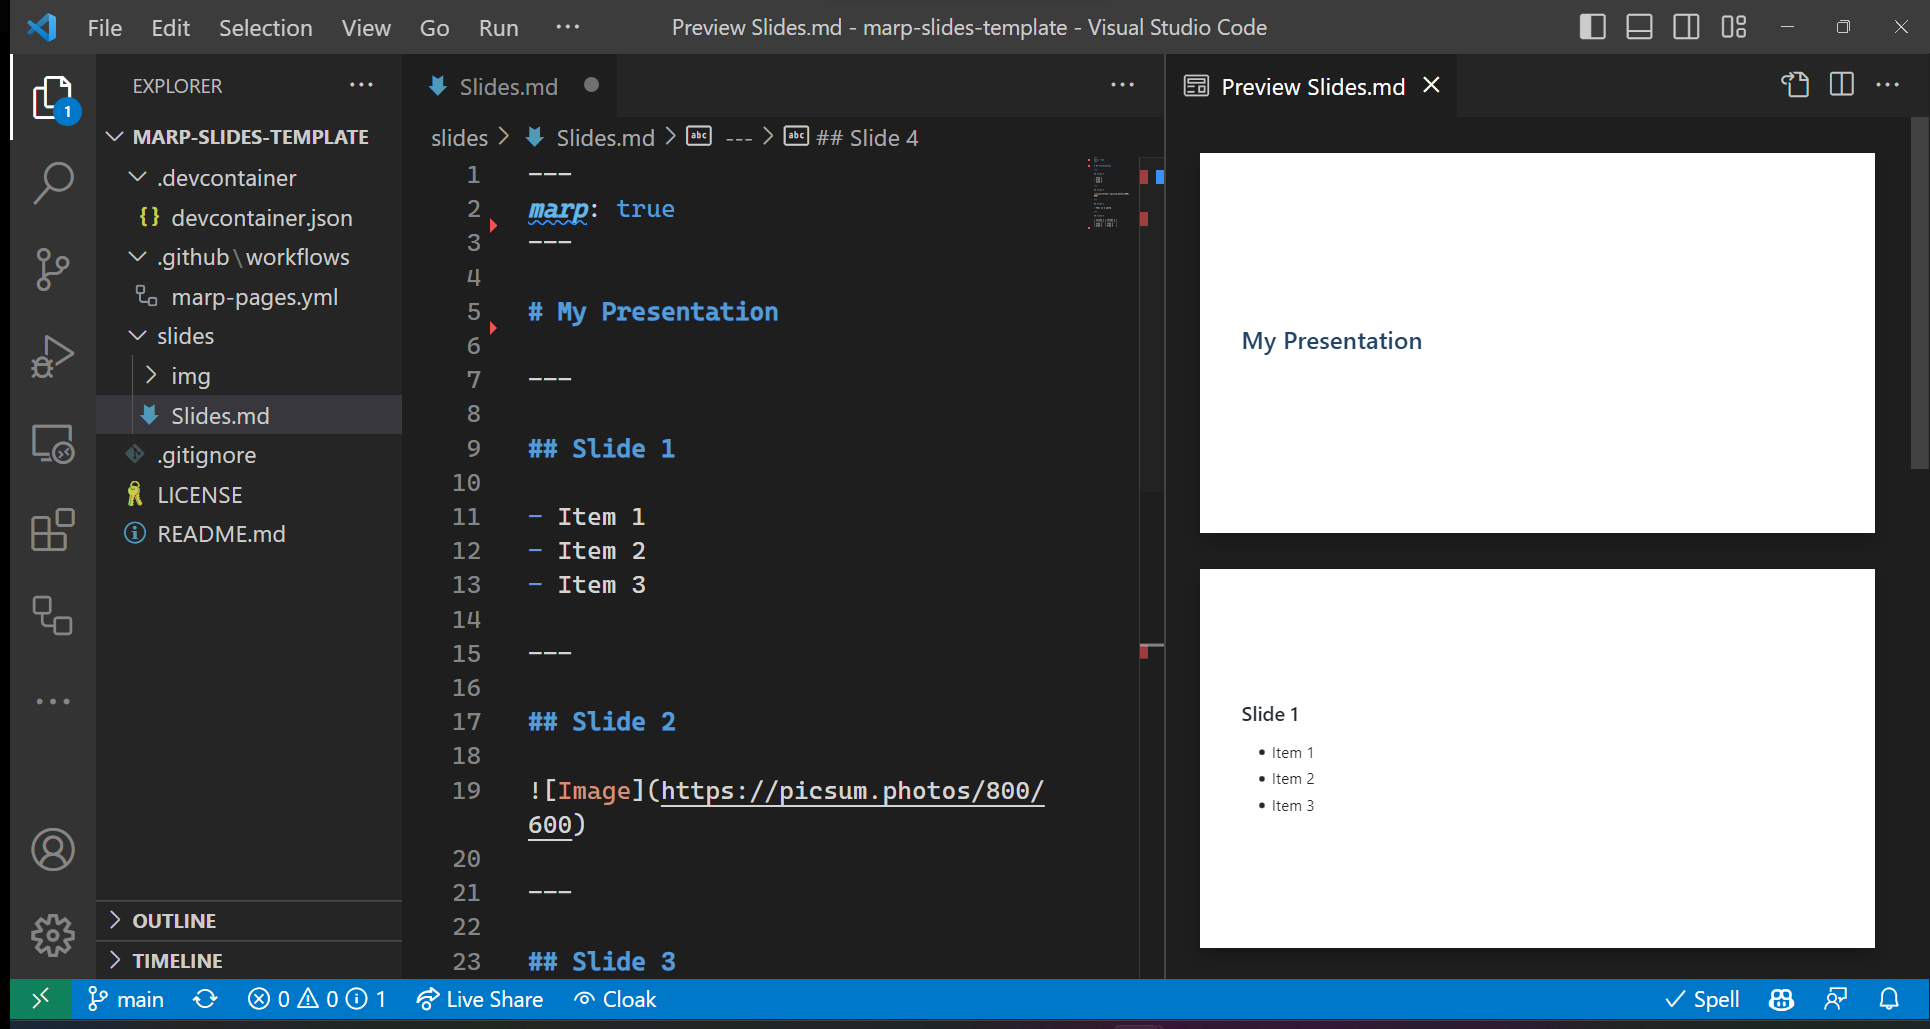 File Edit Selection View Go Run ··· Preview Slides.md - marp-slides-template - Visual Studio Code
1
EXPLORER ···
MARP-SLIDES-TEMPLATE
.devcontainer
{} devcontainer.json
.github\workflows
marp-pages.yml
slides
img
Slides.md
.gitignore
LICENSE
README.md
OUTLINE
TIMELINE
Slides.md ● ···
slides > Slides.md > abc --- > abc ## Slide 4
1 ---
2 marp: true
3 ---
4
5 # My Presentation
6
7 ---
8
9 ## Slide 1
10
11 - Item 1
12 - Item 2
13 - Item 3
14
15 ---
16
17 ## Slide 2
18
19 ![Image](https://picsum.photos/800/
600)
20
21 ---
22
23 ## Slide 3
Preview Slides.md ···
My Presentation
Slide 1
• Item 1
• Item 2
• Item 3
main 0 0 1 Live Share Cloak Spell